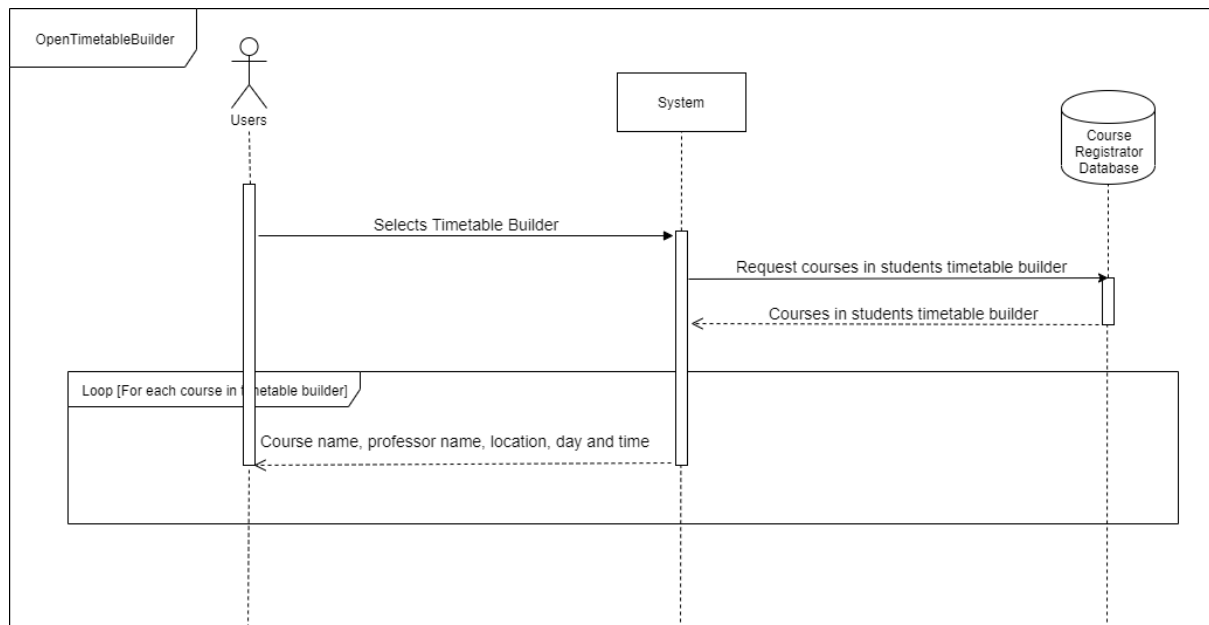 OpenTimetableBuilder
Users
System
Course
Registrator
Database
Selects Timetable Builder
Request courses in students timetable builder
Courses in students timetable builder
Loop [For each course in timetable builder]
Course name, professor name, location, day and time